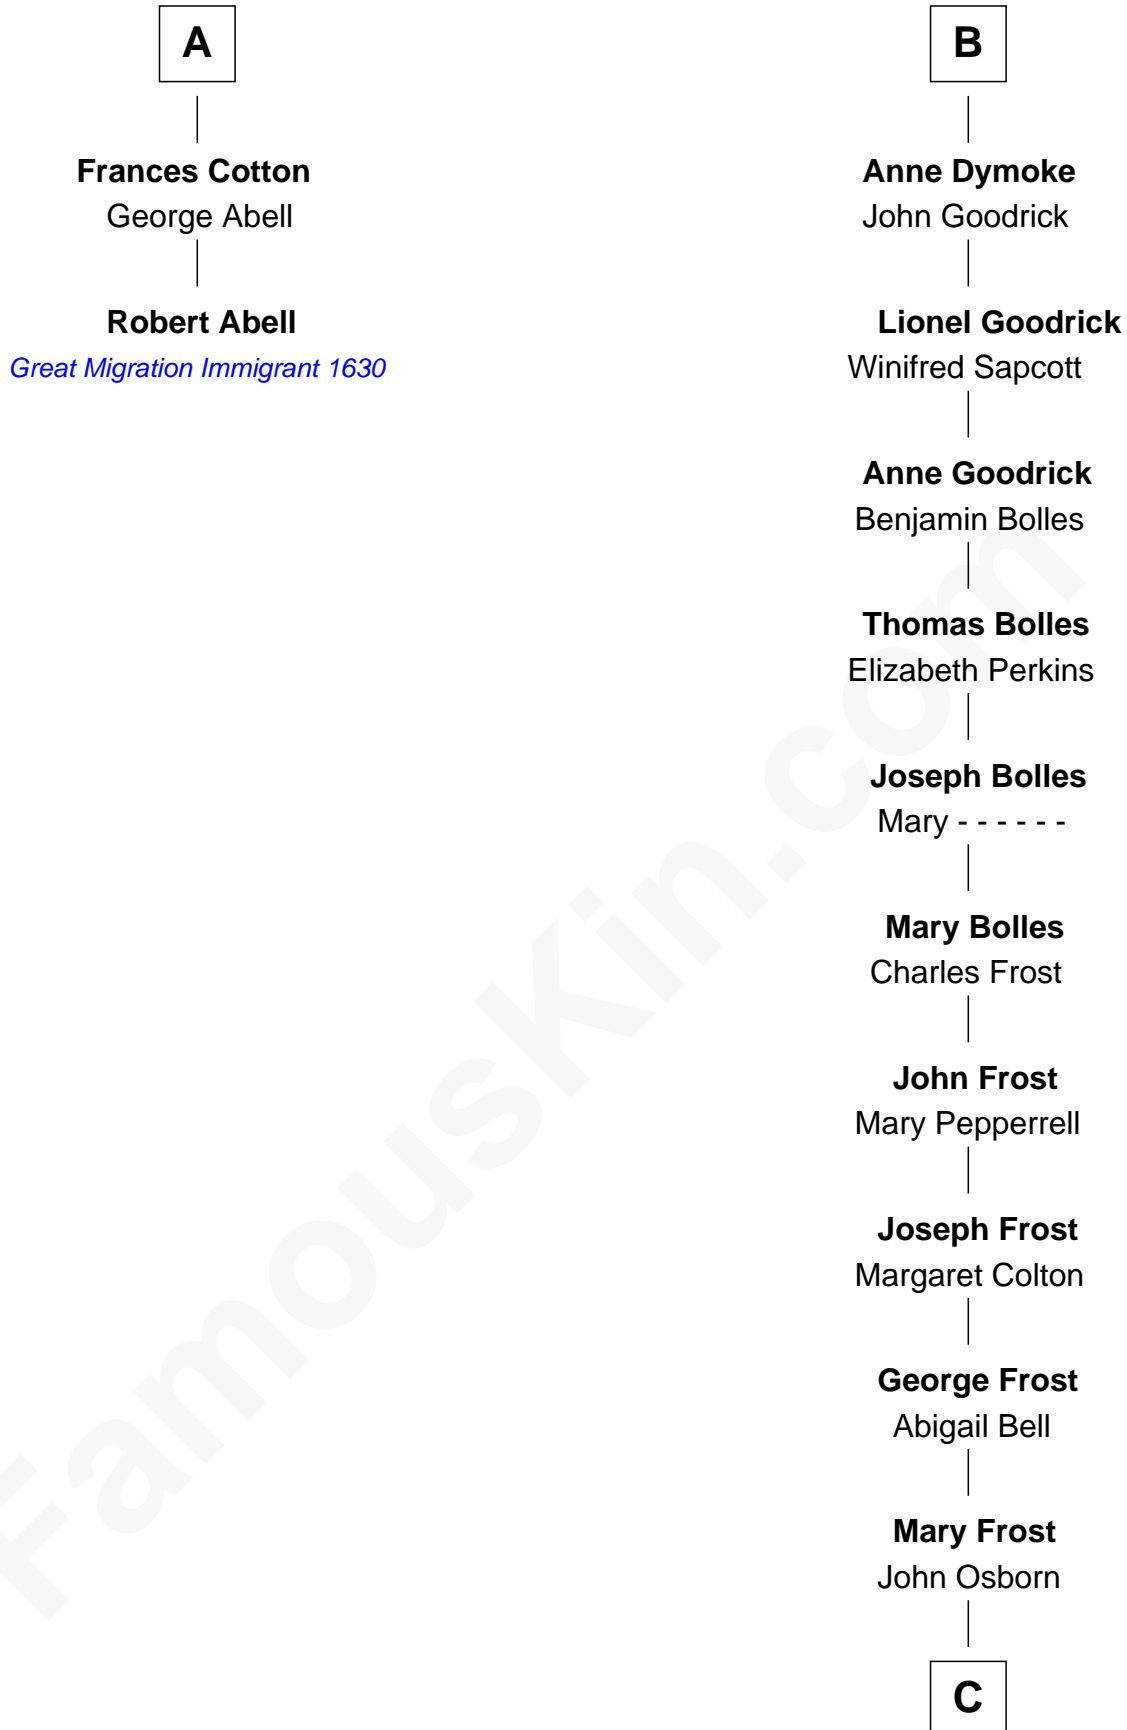 A
Frances Cotton
George Abell
Robert Abell
Great Migration Immigrant 1630
B
Anne Dymoke
John Goodrick
Lionel Goodrick
Winifred Sapcott
Anne Goodrick
Benjamin Bolles
Thomas Bolles
Elizabeth Perkins
Joseph Bolles
Mary - - - - - -
Mary Bolles
Charles Frost
John Frost
Mary Pepperrell
Joseph Frost
Margaret Colton
George Frost
Abigail Bell
Mary Frost
John Osborn
C
FamousKin.com